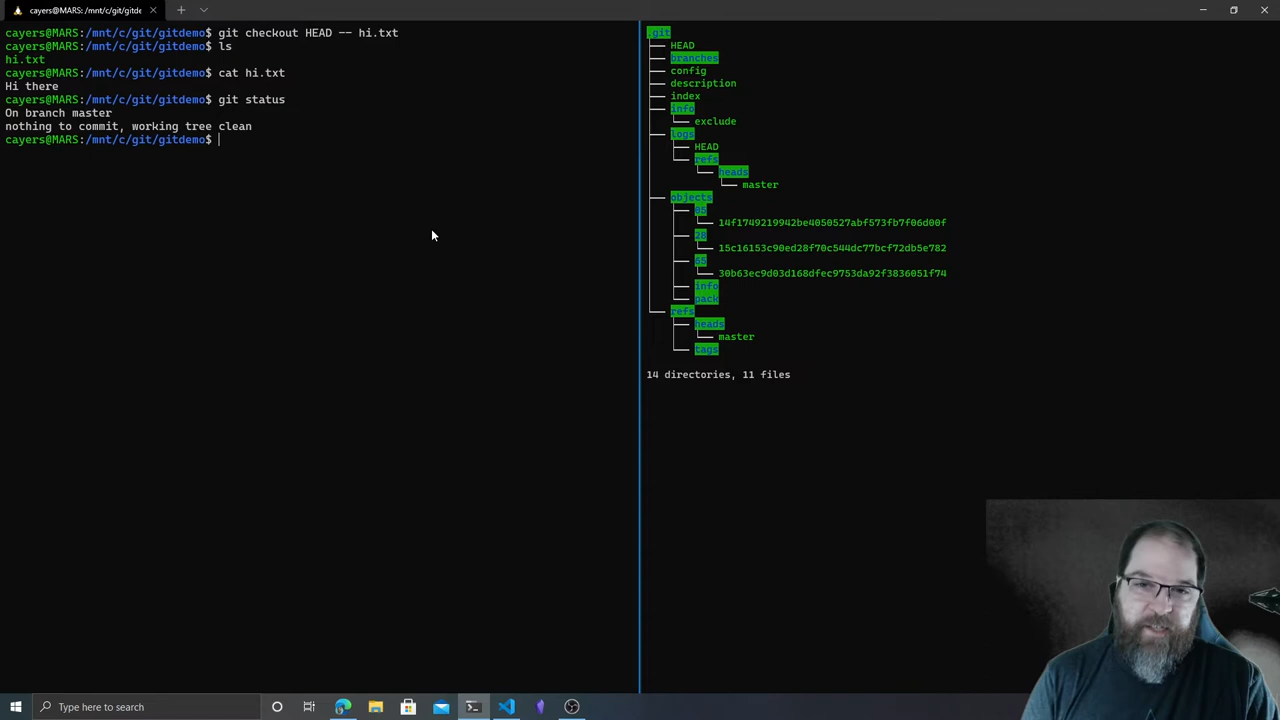 cayers@MARS: /mnt/c/git/gitde
cayers@MARS:/mnt/c/git/gitdemo$ git checkout HEAD -- hi.txt
cayers@MARS:/mnt/c/git/gitdemo$ ls
hi.txt
cayers@MARS:/mnt/c/git/gitdemo$ cat hi.txt
Hi there
cayers@MARS:/mnt/c/git/gitdemo$ git status
On branch master
nothing to commit, working tree clean
cayers@MARS:/mnt/c/git/gitdemo$
.git
HEAD
branches
config
description
index
info
exclude
logs
HEAD
refs
heads
master
objects
14f1749219942be4050527abf573fb7f06d00f
15c16153c90ed28f70c544dc77bcf72db5e782
65
30b63ec9d03d168dfec9753da92f3836051f74
info
pack
refs
heads
master
tags
14 directories, 11 files
Type here to search